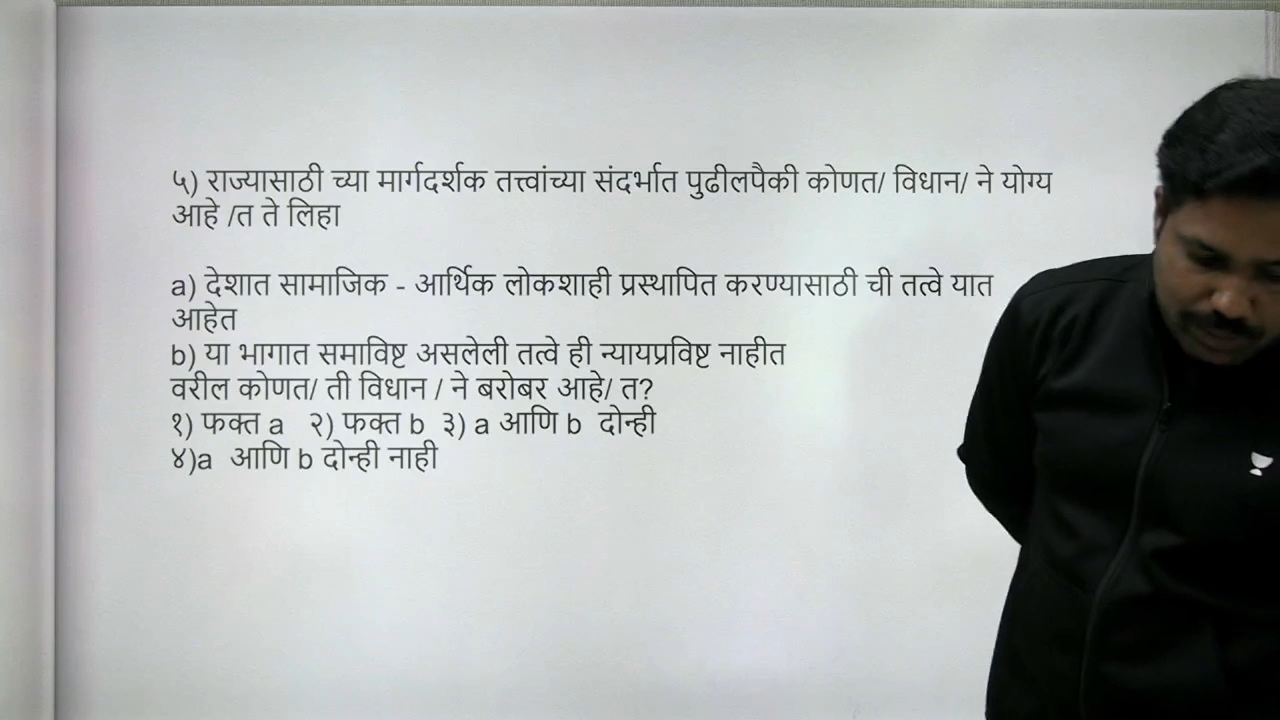 ५) राज्यासाठी च्या मार्गदर्शक तत्त्वांच्या संदर्भात पुढीलपैकी कोणत/ विधान/ ने योग्य
आहे /त ते लिहा
a) देशात सामाजिक - आर्थिक लोकशाही प्रस्थापित करण्यासाठी ची तत्वे यात
आहेत
b) या भागात समाविष्ट असलेली तत्वे ही न्यायप्रविष्ट नाहीत
वरील कोणत/ ती विधान / ने बरोबर आहे/ त?
१) फक्त a २) फक्त b ३) a आणि b दोन्ही
४)a आणि b दोन्ही नाही